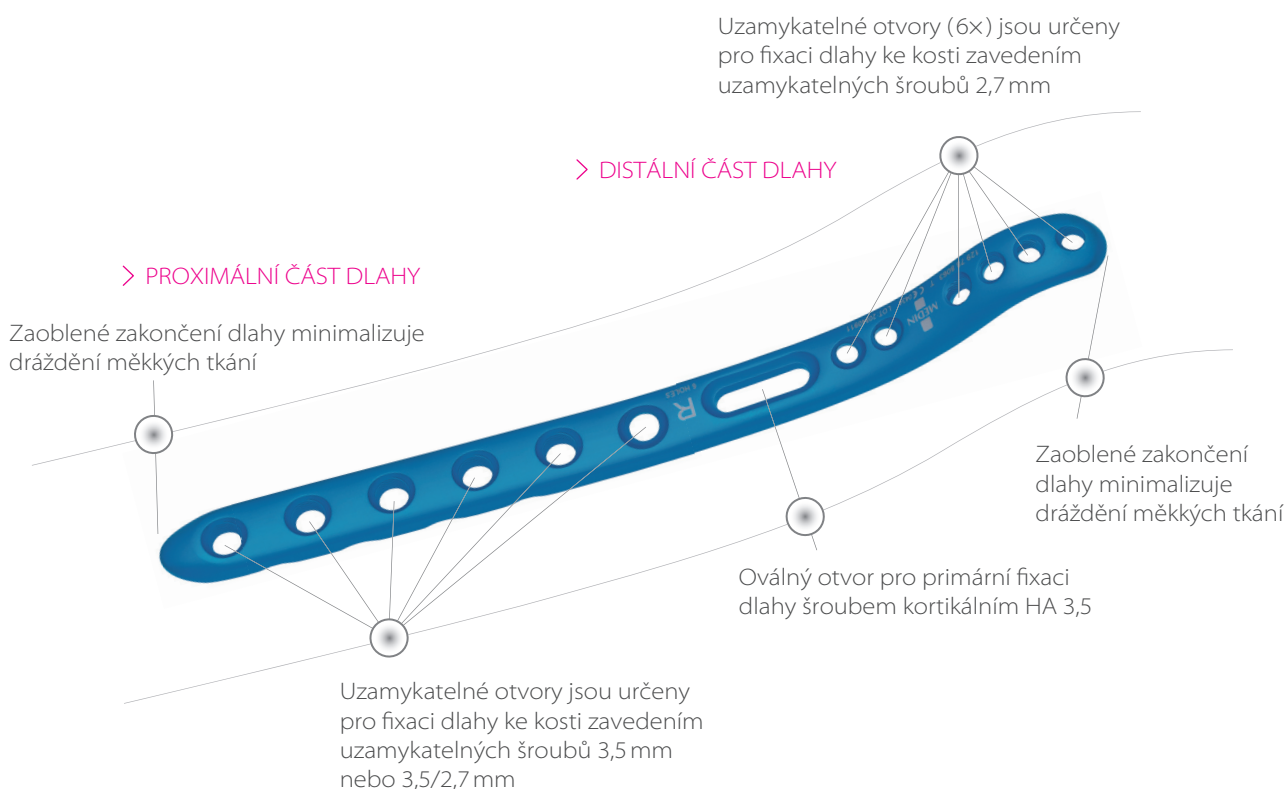 Uzamykatelné otvory (6×) jsou určeny
pro fixaci dlahy ke kosti zavedením
uzamykatelných šroubů 2,7 mm
> DISTÁLNÍ ČÁST DLAHY
> PROXIMÁLNÍ ČÁST DLAHY
Zaoblené zakončení dlahy minimalizuje
dráždění měkkých tkání
MEDIN
R
6 HOLES
Zaoblené zakončení
dlahy minimalizuje
dráždění měkkých tkání
Oválný otvor pro primární fixaci
dlahy šroubem kortikálním HA 3,5
Uzamykatelné otvory jsou určeny
pro fixaci dlahy ke kosti zavedením
uzamykatelných šroubů 3,5 mm
nebo 3,5/2,7 mm